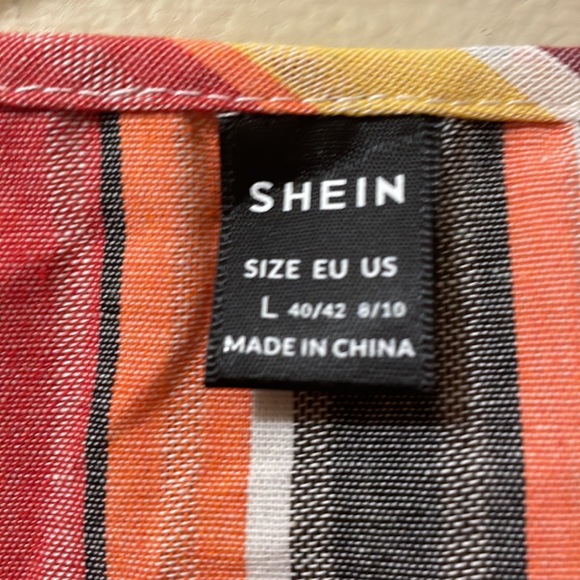 SHEIN
SIZE EU US
L 40/42 8/10
MADE IN CHINA